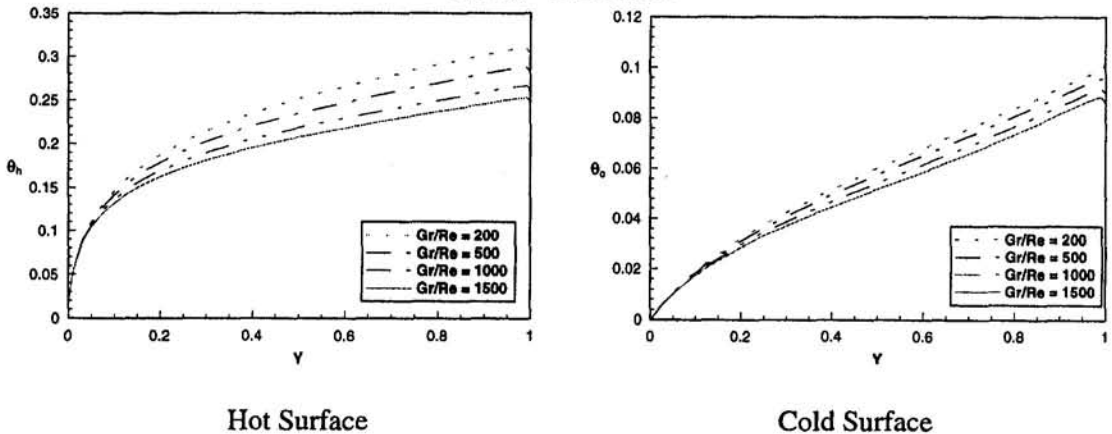 0.35
0.3
0.25
0.2
0.15
0.1
0.05
0
θh
0 0.2 0.4 0.6 0.8 1
Y
Gr/Re = 200
Gr/Re = 500
Gr/Re = 1000
Gr/Re = 1500
Hot Surface
0.12
0.1
0.08
0.06
0.04
0.02
0
θc
0 0.2 0.4 0.6 0.8 1
Y
Gr/Re = 200
Gr/Re = 500
Gr/Re = 1000
Gr/Re = 1500
Cold Surface